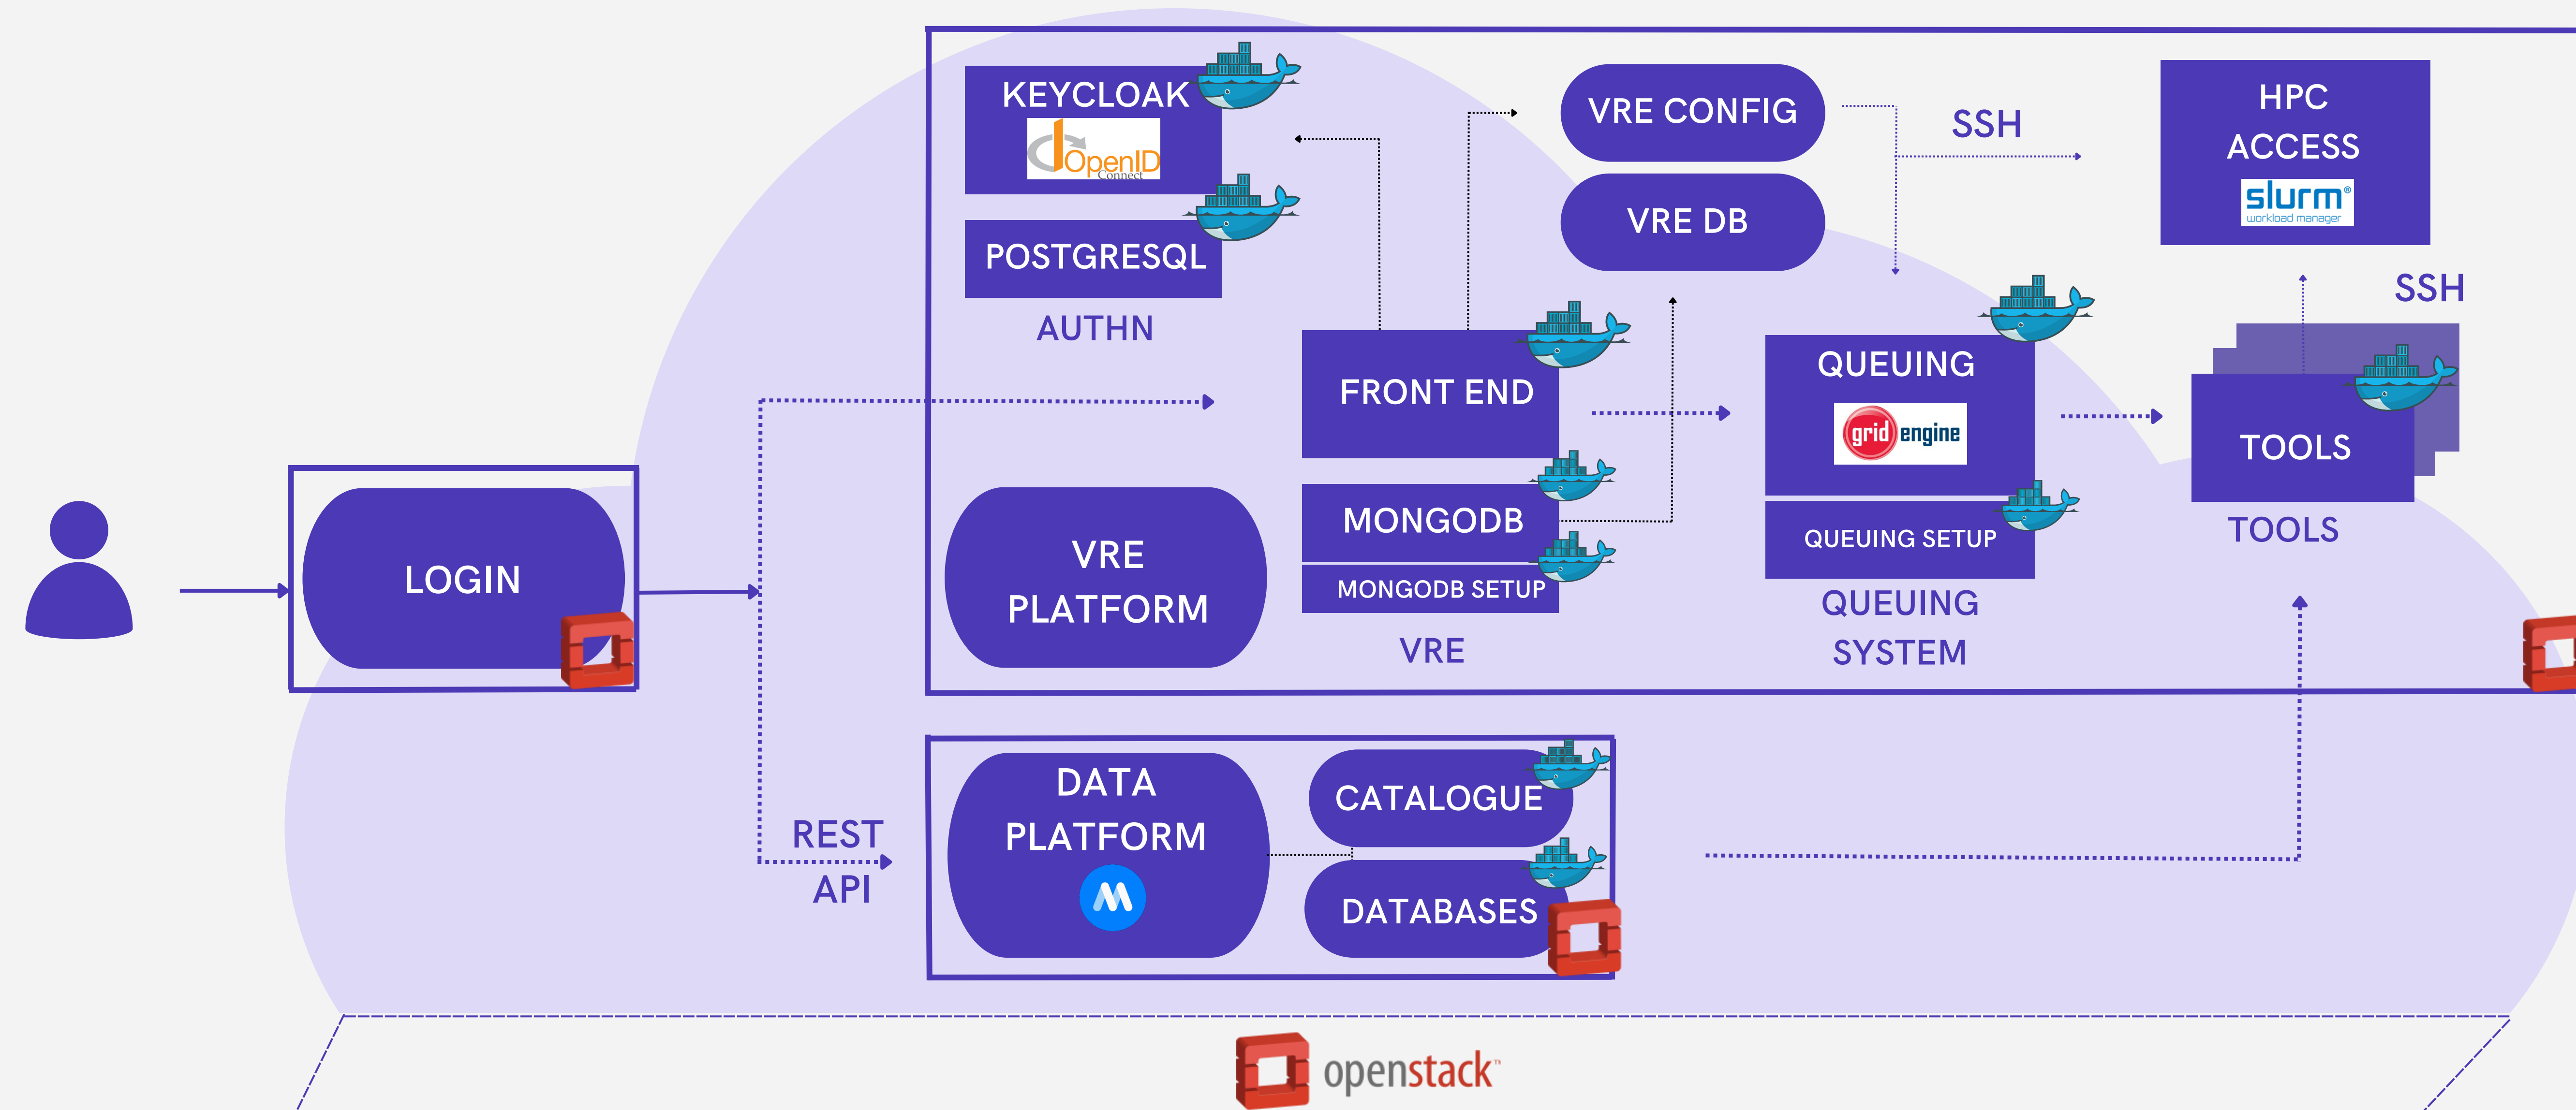 KEYCLOAK
OpenID
Connect
POSTGRESQL
AUTHN
VRE CONFIG
VRE DB
SSH
HPC
ACCESS
slurm®
workload manager
SSH
FRONT END
MONGODB
MONGODB SETUP
VRE
QUEUING
grid engine
QUEUING SETUP
QUEUING
SYSTEM
TOOLS
TOOLS
LOGIN
VRE
PLATFORM
REST
API
DATA
PLATFORM
CATALOGUE
DATABASES
openstack™